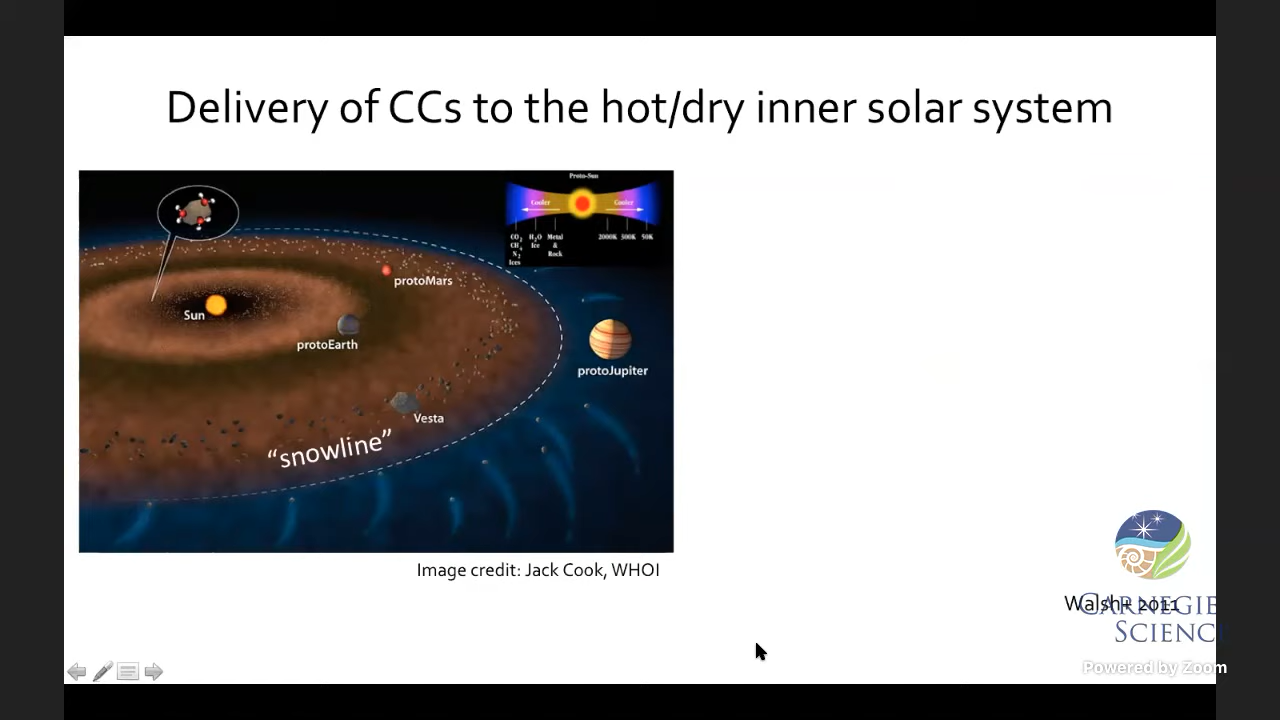 Delivery of CCs to the hot/dry inner solar system
Proto-Sun
Cooler
Cooler
CO2
CH4
N2
Ices
H2O
Ice
Metal
&
Rock
2000K 300K 50K
protoMars
Sun
protoEarth
protoJupiter
Vesta
“snowline”
Image credit: Jack Cook, WHOI
Walsh+ 2011
CARNEGIE
SCIENCE
Powered by Zoom